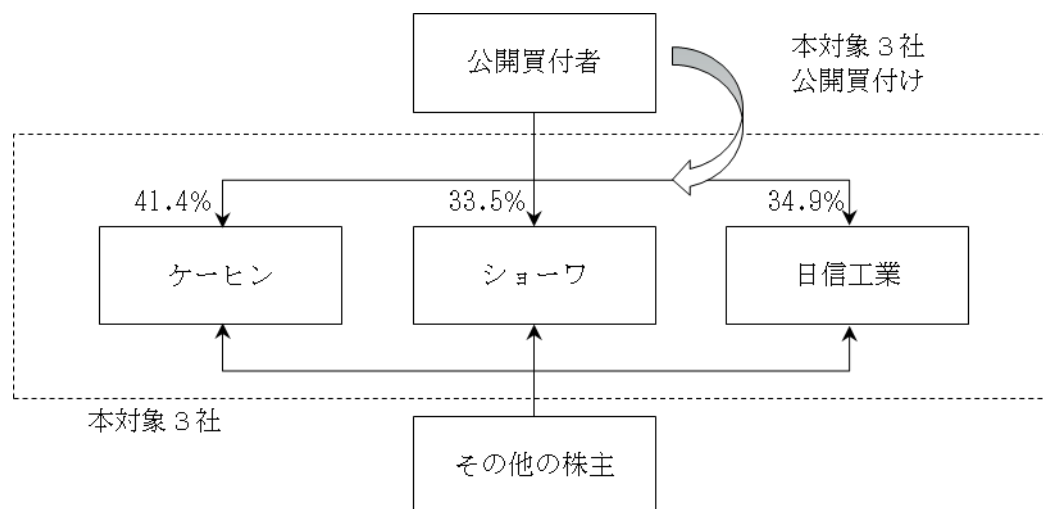 公開買付者
本対象３社
公開買付け
41.4%
33.5%
34.9%
ケーヒン
ショーワ
日信工業
本対象３社
その他の株主